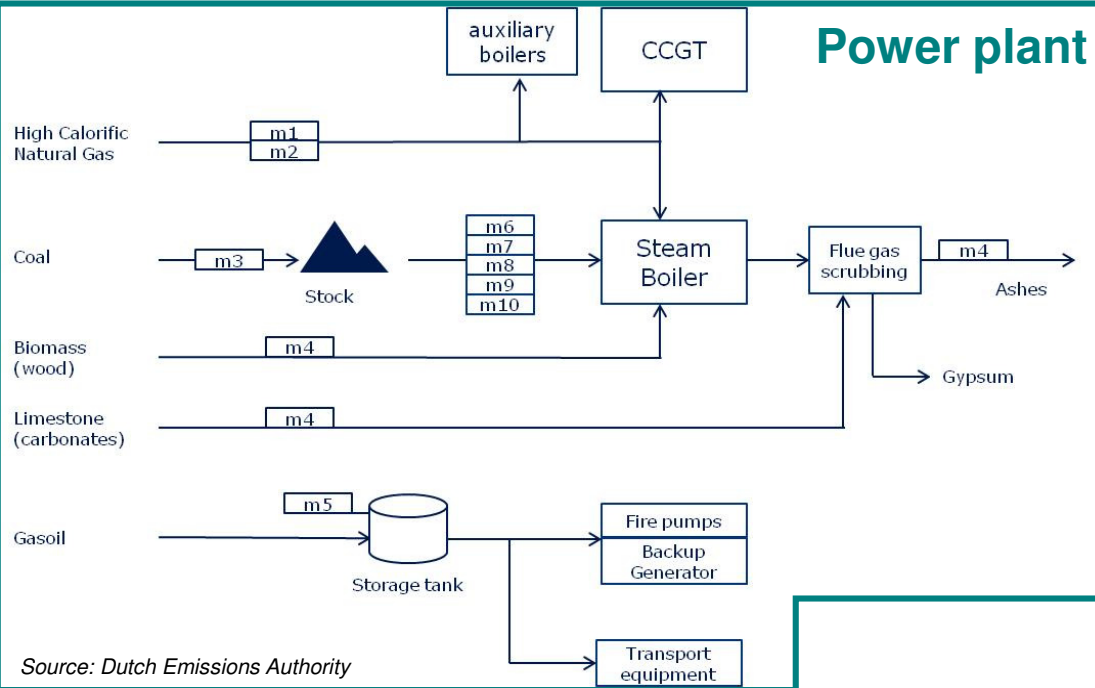 Power plant
auxiliary
boilers
CCGT
High Calorific
Natural Gas
m1
m2
Coal
m3
Stock
m6
m7
m8
m9
m10
Steam
Boiler
Flue gas
scrubbing
m4
Ashes
Biomass
(wood)
m4
Gypsum
Limestone
(carbonates)
m4
Gasoil
m5
Storage tank
Fire pumps
Backup
Generator
Transport
equipment
Source: Dutch Emissions Authority